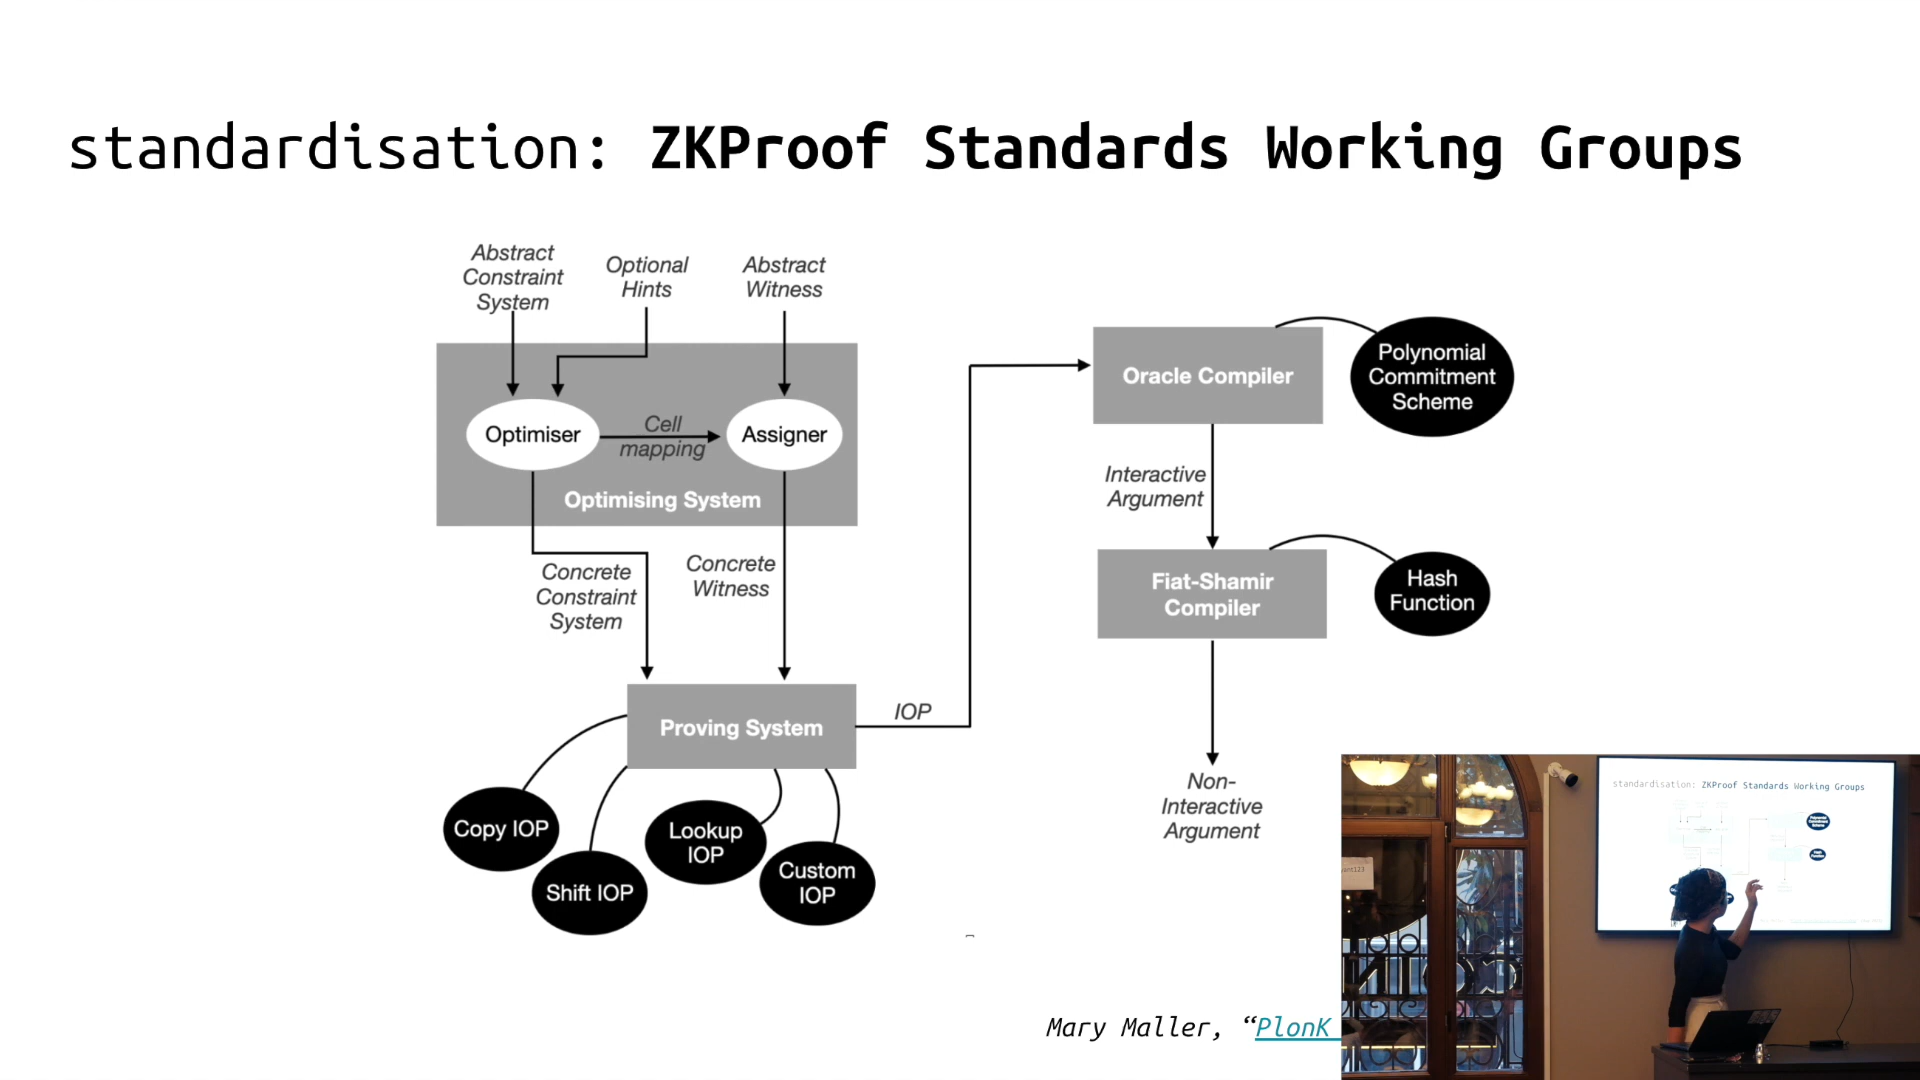 standardisation: ZKProof Standards Working Groups
Abstract
Constraint
System
Optional
Hints
Abstract
Witness
Optimiser
Cell
mapping
Assigner
Optimising System
Concrete
Constraint
System
Concrete
Witness
Proving System
IOP
Copy IOP
Shift IOP
Lookup
IOP
Custom
IOP
Oracle Compiler
Polynomial
Commitment
Scheme
Interactive
Argument
Fiat-Shamir
Compiler
Hash
Function
Non-
Interactive
Argument
Mary Maller, “PlonK
standardisation: ZKProof Standards Working Groups